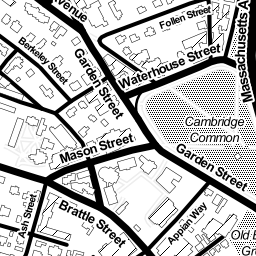 venue
Follen Street
Massachusetts A
Berkeley Street
Garden Street
Waterhouse Street
Cambridge
Common
Mason Street
Garden Street
Ash Street
Brattle Street
Appian Way
Old B
Gr